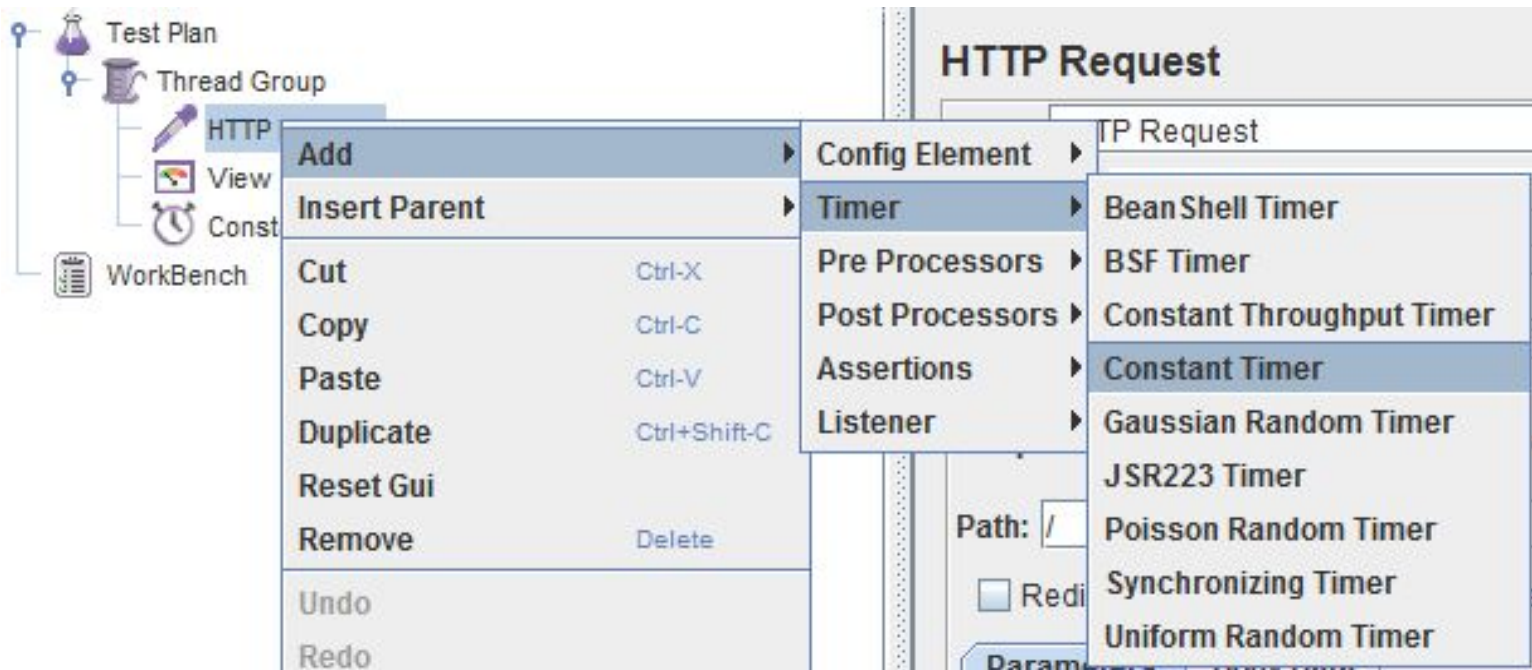 Test Plan
Thread Group
HTTP
View
Const
WorkBench
Add
Insert Parent
Cut Ctrl-X
Copy Ctrl-C
Paste Ctrl-V
Duplicate Ctrl+Shift-C
Reset Gui
Remove Delete
Undo
Redo
Config Element
Timer
Pre Processors
Post Processors
Assertions
Listener
BeanShell Timer
BSF Timer
Constant Throughput Timer
Constant Timer
Gaussian Random Timer
JSR223 Timer
Poisson Random Timer
Synchronizing Timer
Uniform Random Timer
HTTP Request
TP Request
Path: /
Redi